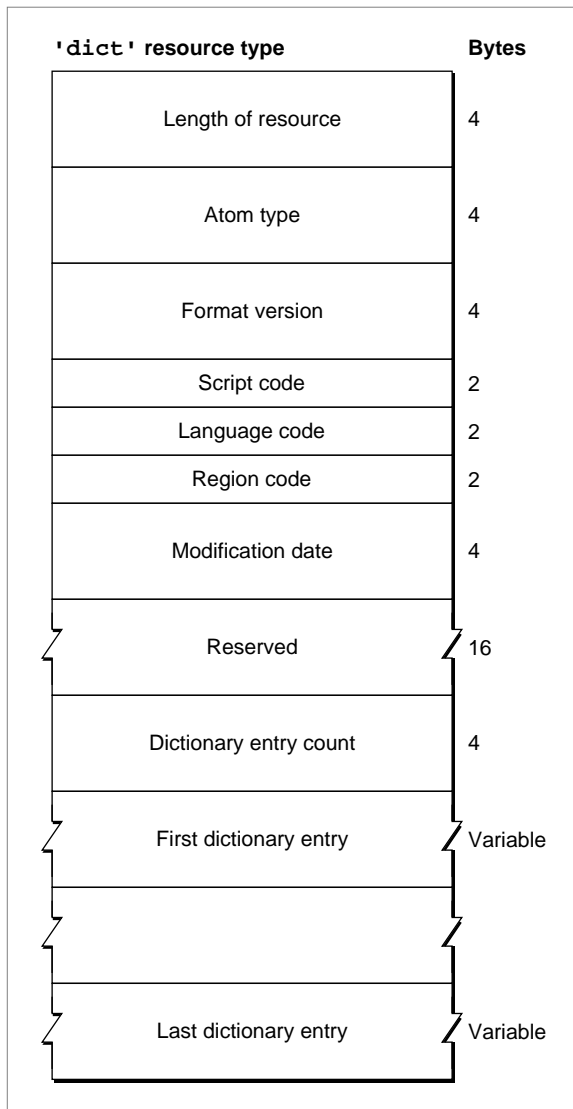 'dict' resource type Bytes
Length of resource 4
Atom type 4
Format version 4
Script code 2
Language code 2
Region code 2
Modification date 4
Reserved 16
Dictionary entry count 4
First dictionary entry Variable
Last dictionary entry Variable